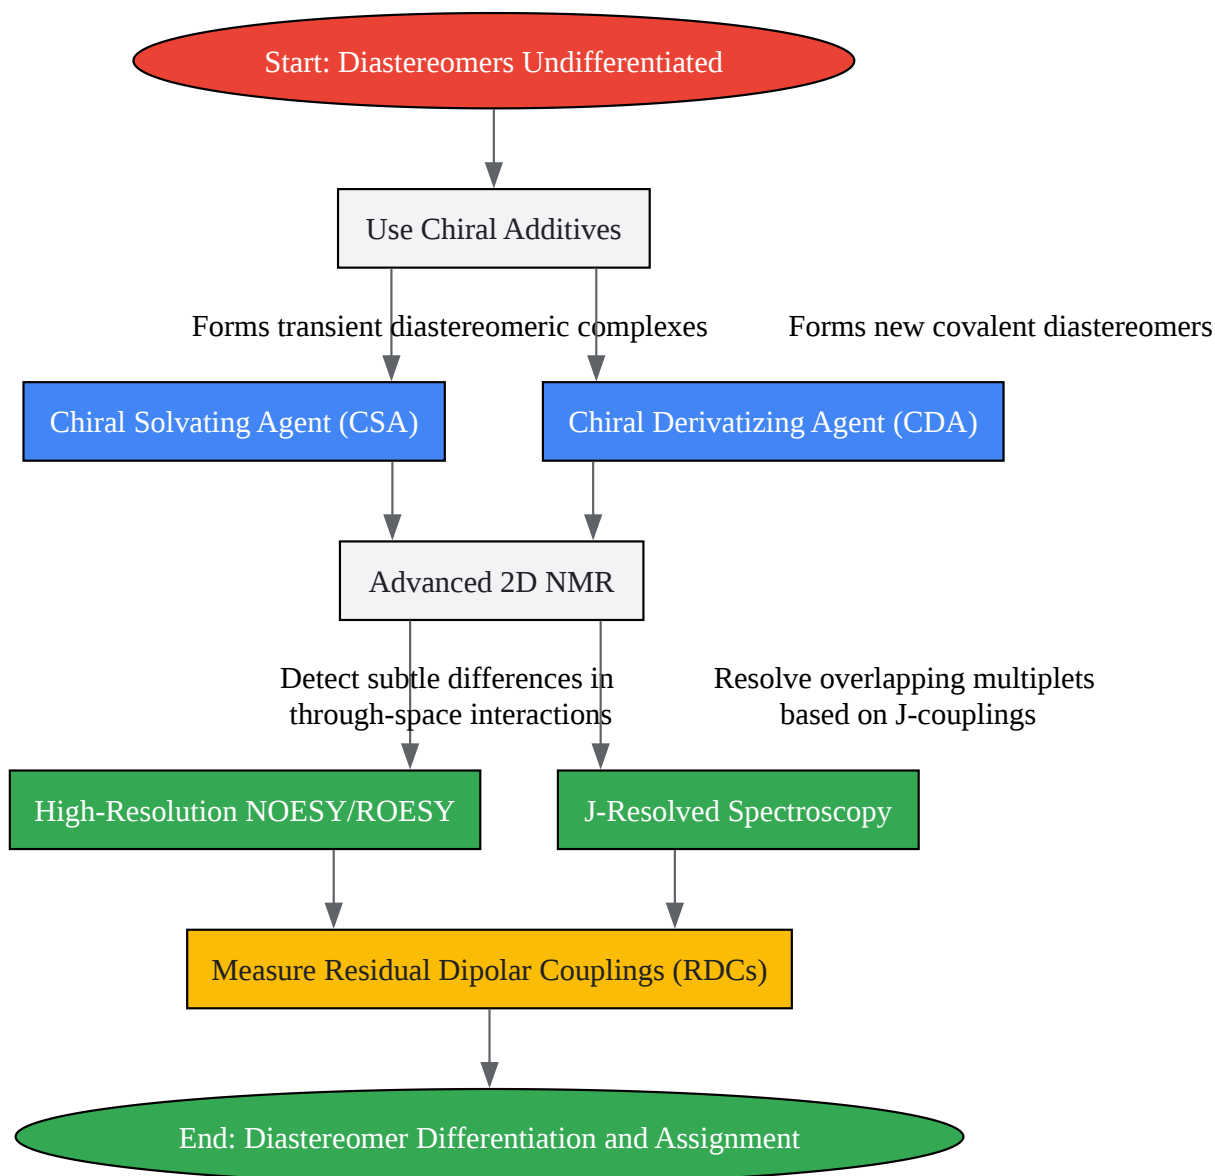 Start: Diastereomers Undifferentiated
Use Chiral Additives
Forms transient diastereomeric complexes
Forms new covalent diastereomers
Chiral Solvating Agent (CSA)
Chiral Derivatizing Agent (CDA)
Advanced 2D NMR
Detect subtle differences in
through-space interactions
Resolve overlapping multiplets
based on J-couplings
High-Resolution NOESY/ROESY
J-Resolved Spectroscopy
Measure Residual Dipolar Couplings (RDCs)
End: Diastereomer Differentiation and Assignment